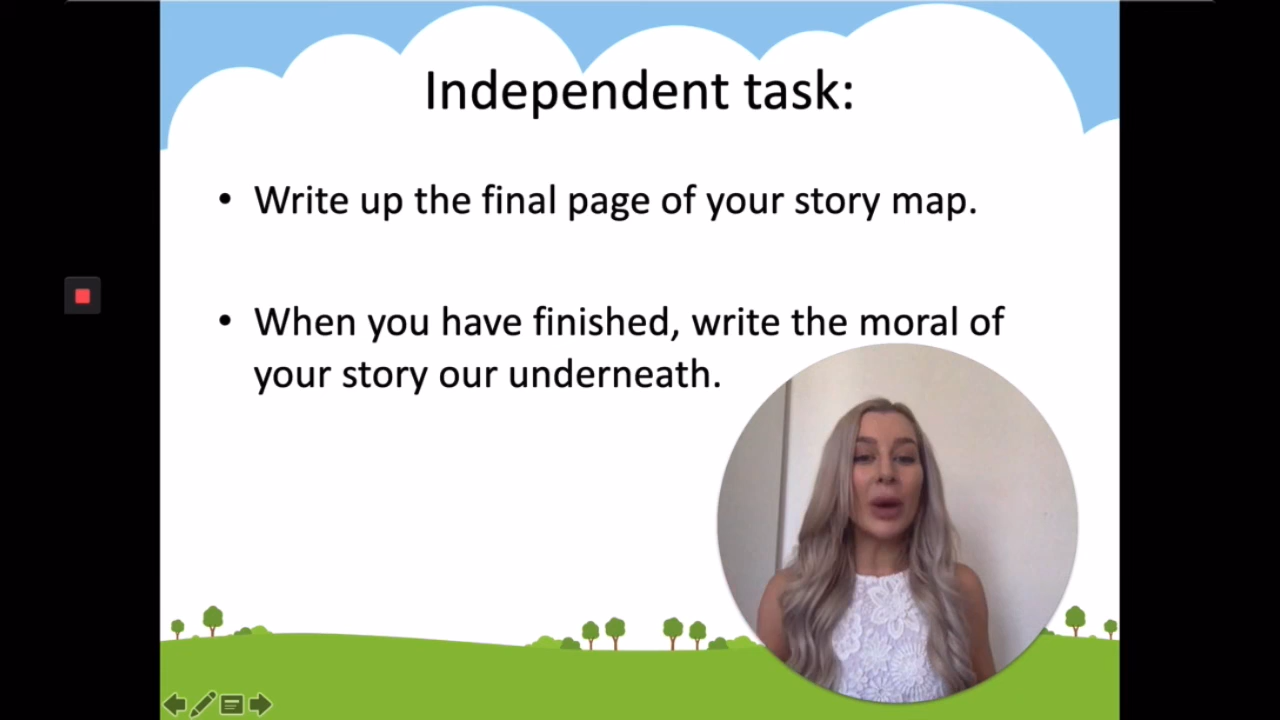 Independent task:
• Write up the final page of your story map.
• When you have finished, write the moral of
your story our underneath.